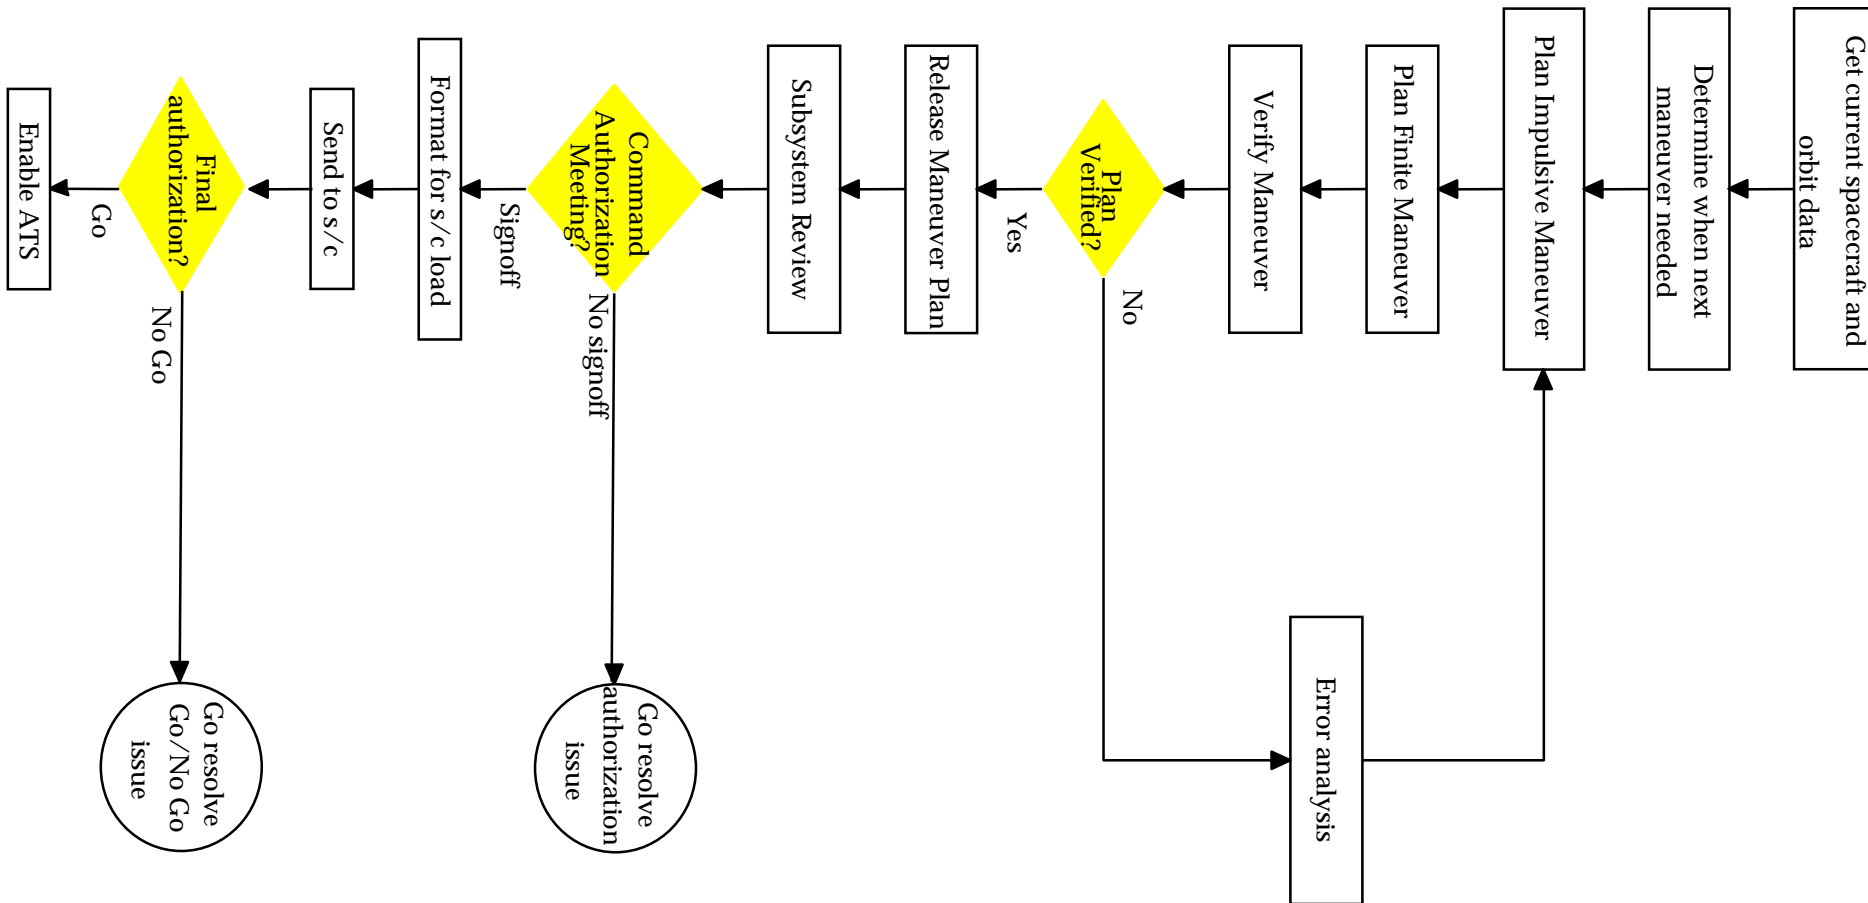 Get current spacecraft and
orbit data
Determine when next
maneuver needed
Plan Impulsive Maneuver
Plan Finite Maneuver
Verify Maneuver
Plan
Verified?
No
Yes
Error analysis
Release Maneuver Plan
Subsystem Review
Command
Authorization
Meeting?
No signoff
Signoff
Go resolve
authorization
issue
Format for s/c load
Send to s/c
Final
authorization?
No Go
Go
Go resolve
Go/No Go
issue
Enable ATS